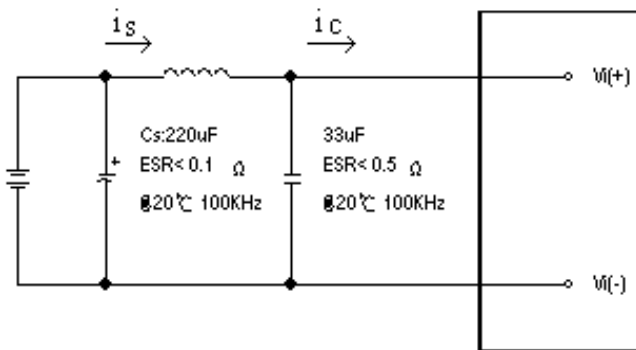 is
ic
Vi(+)
Cs:220uF
ESR<0.1 Ω
@20℃ 100KHz
33uF
ESR<0.5 Ω
@20℃ 100KHz
+
Vi(-)